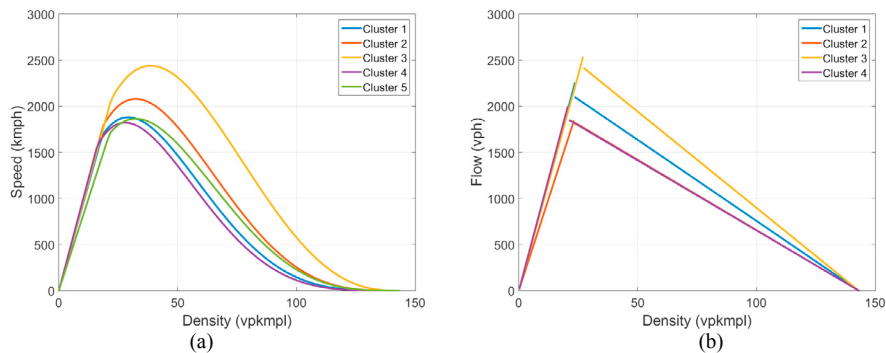 3000
2500
2000
1500
1000
500
0
Speed (kmph)
0 50 100 150
Density (vpkmpl)
Cluster 1
Cluster 2
Cluster 3
Cluster 4
Cluster 5
(a)
3000
2500
2000
1500
1000
500
0
Flow (vph)
0 50 100 150
Density (vpkmpl)
Cluster 1
Cluster 2
Cluster 3
Cluster 4
(b)